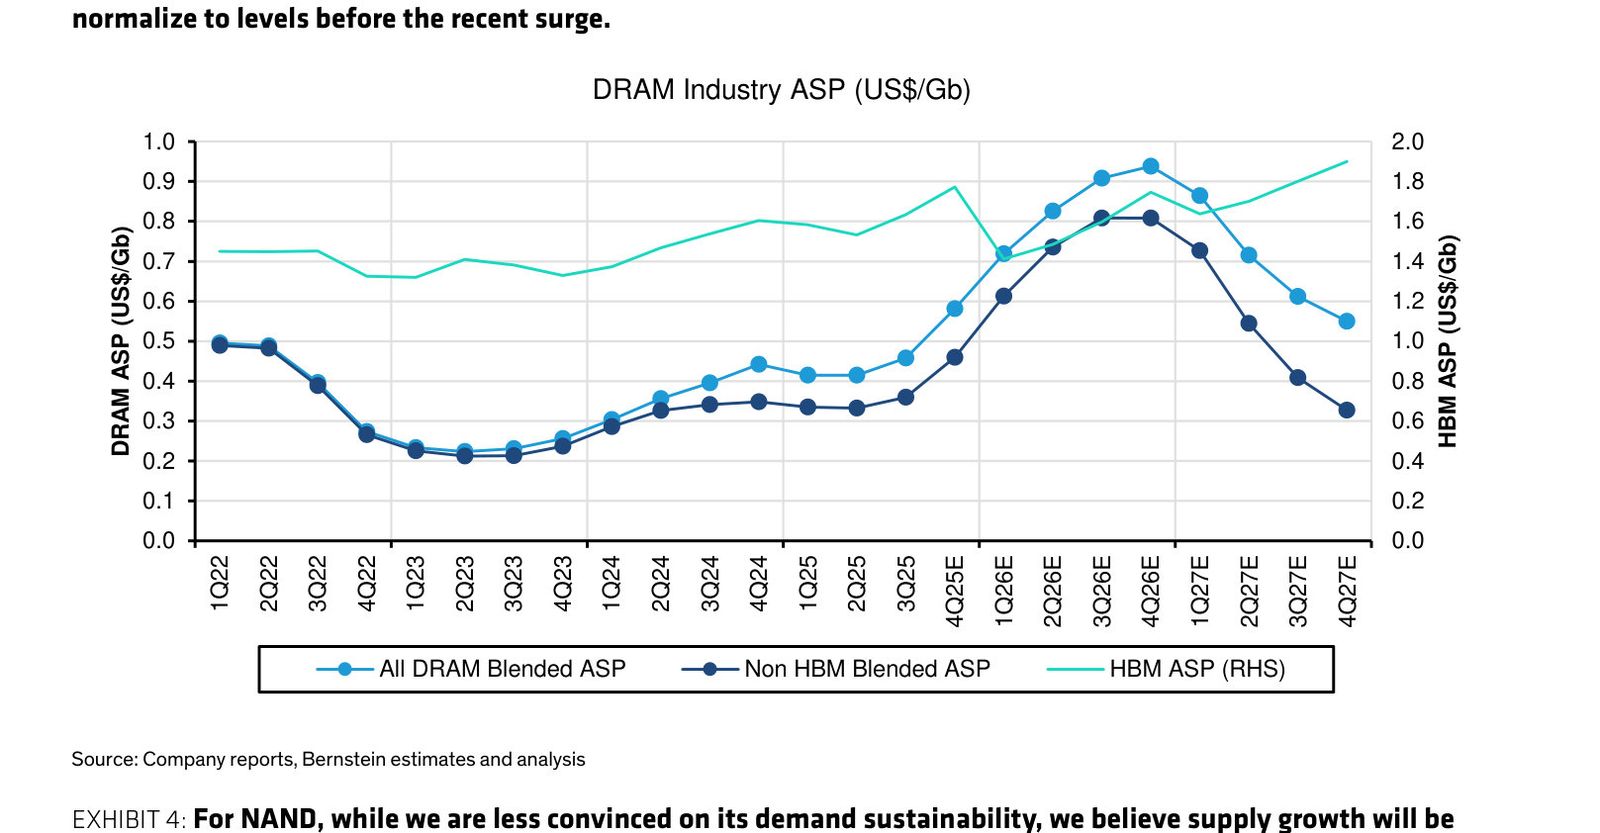 normalize to levels before the recent surge.
DRAM Industry ASP (US$/Gb)
DRAM ASP (US$/Gb)
1.0
0.9
0.8
0.7
0.6
0.5
0.4
0.3
0.2
0.1
0.0
2.0
1.8
1.6
1.4
1.2
1.0
0.8
0.6
0.4
0.2
0.0
HBM ASP (US$/Gb)
1Q22
2Q22
3Q22
4Q22
1Q23
2Q23
3Q23
4Q23
1Q24
2Q24
3Q24
4Q24
1Q25
2Q25
3Q25
4Q25E
1Q26E
2Q26E
3Q26E
4Q26E
1Q27E
2Q27E
3Q27E
4Q27E
All DRAM Blended ASP
Non HBM Blended ASP
HBM ASP (RHS)
Source: Company reports, Bernstein estimates and analysis
EXHIBIT 4: For NAND, while we are less convinced on its demand sustainability, we believe supply growth will be